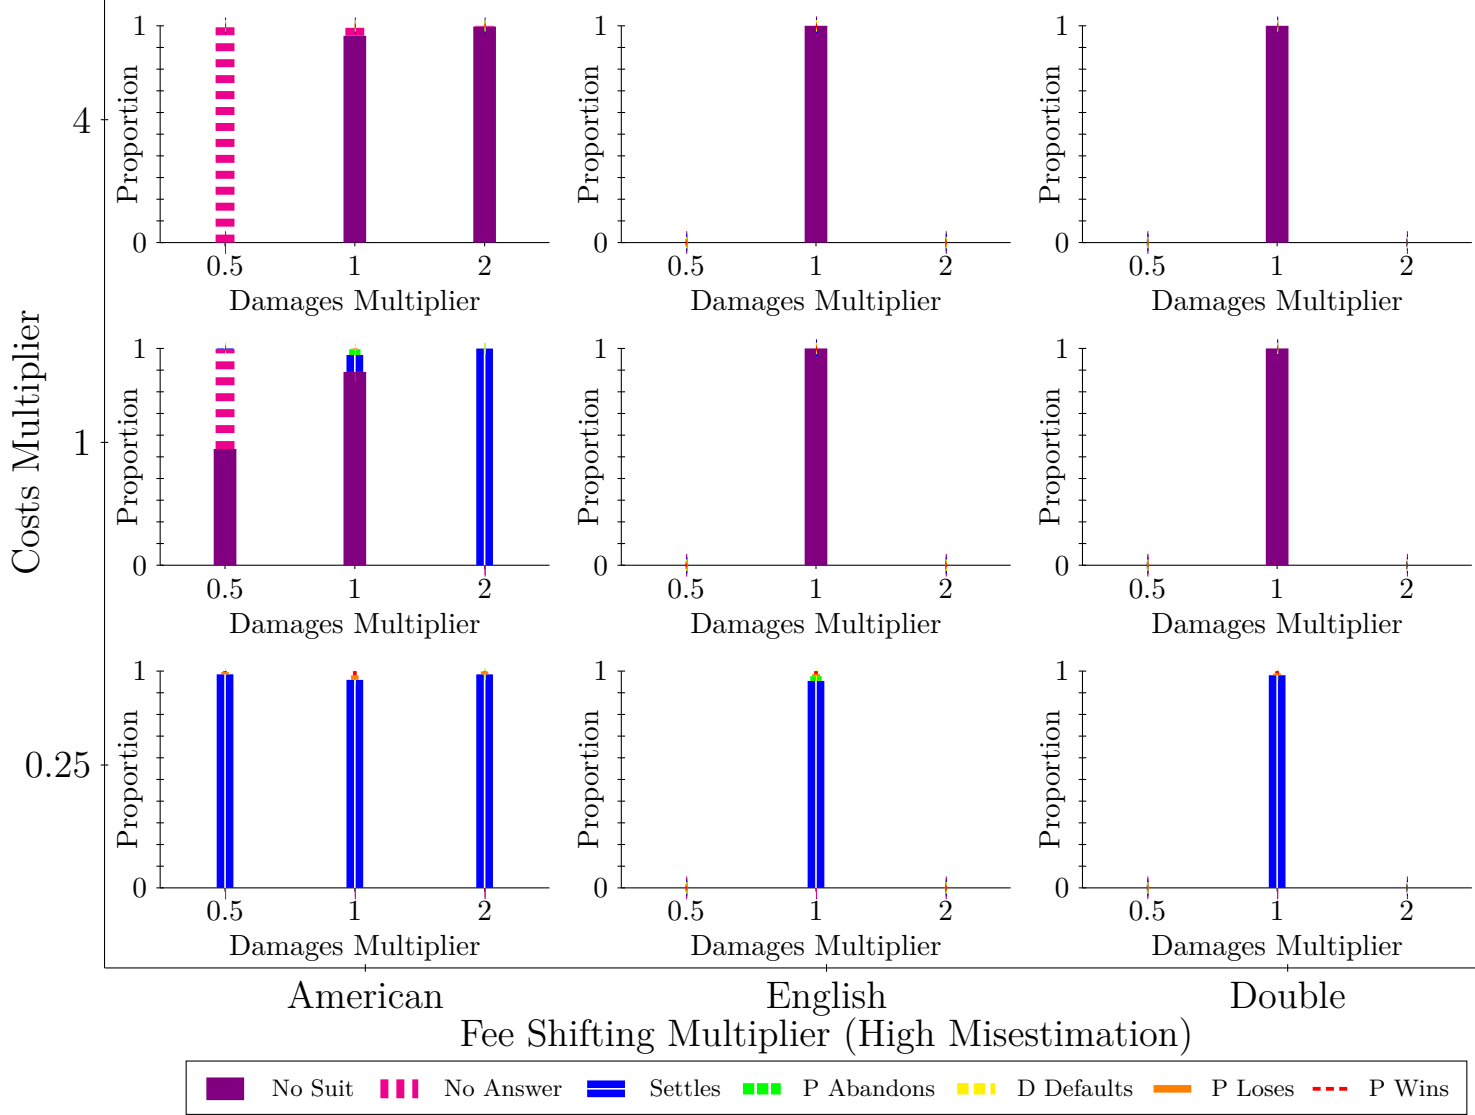 Costs Multiplier
4
Proportion
1
0
0.5 1 2
Damages Multiplier
Proportion
1
0
0.5 1 2
Damages Multiplier
Proportion
1
0
0.5 1 2
Damages Multiplier
1
Proportion
1
0
0.5 1 2
Damages Multiplier
Proportion
1
0
0.5 1 2
Damages Multiplier
Proportion
1
0
0.5 1 2
Damages Multiplier
0.25
Proportion
1
0
0.5 1 2
Damages Multiplier
Proportion
1
0
0.5 1 2
Damages Multiplier
Proportion
1
0
0.5 1 2
Damages Multiplier
American English Double
Fee Shifting Multiplier (High Misestimation)
No Suit No Answer Settles P Abandons D Defaults P Loses P Wins